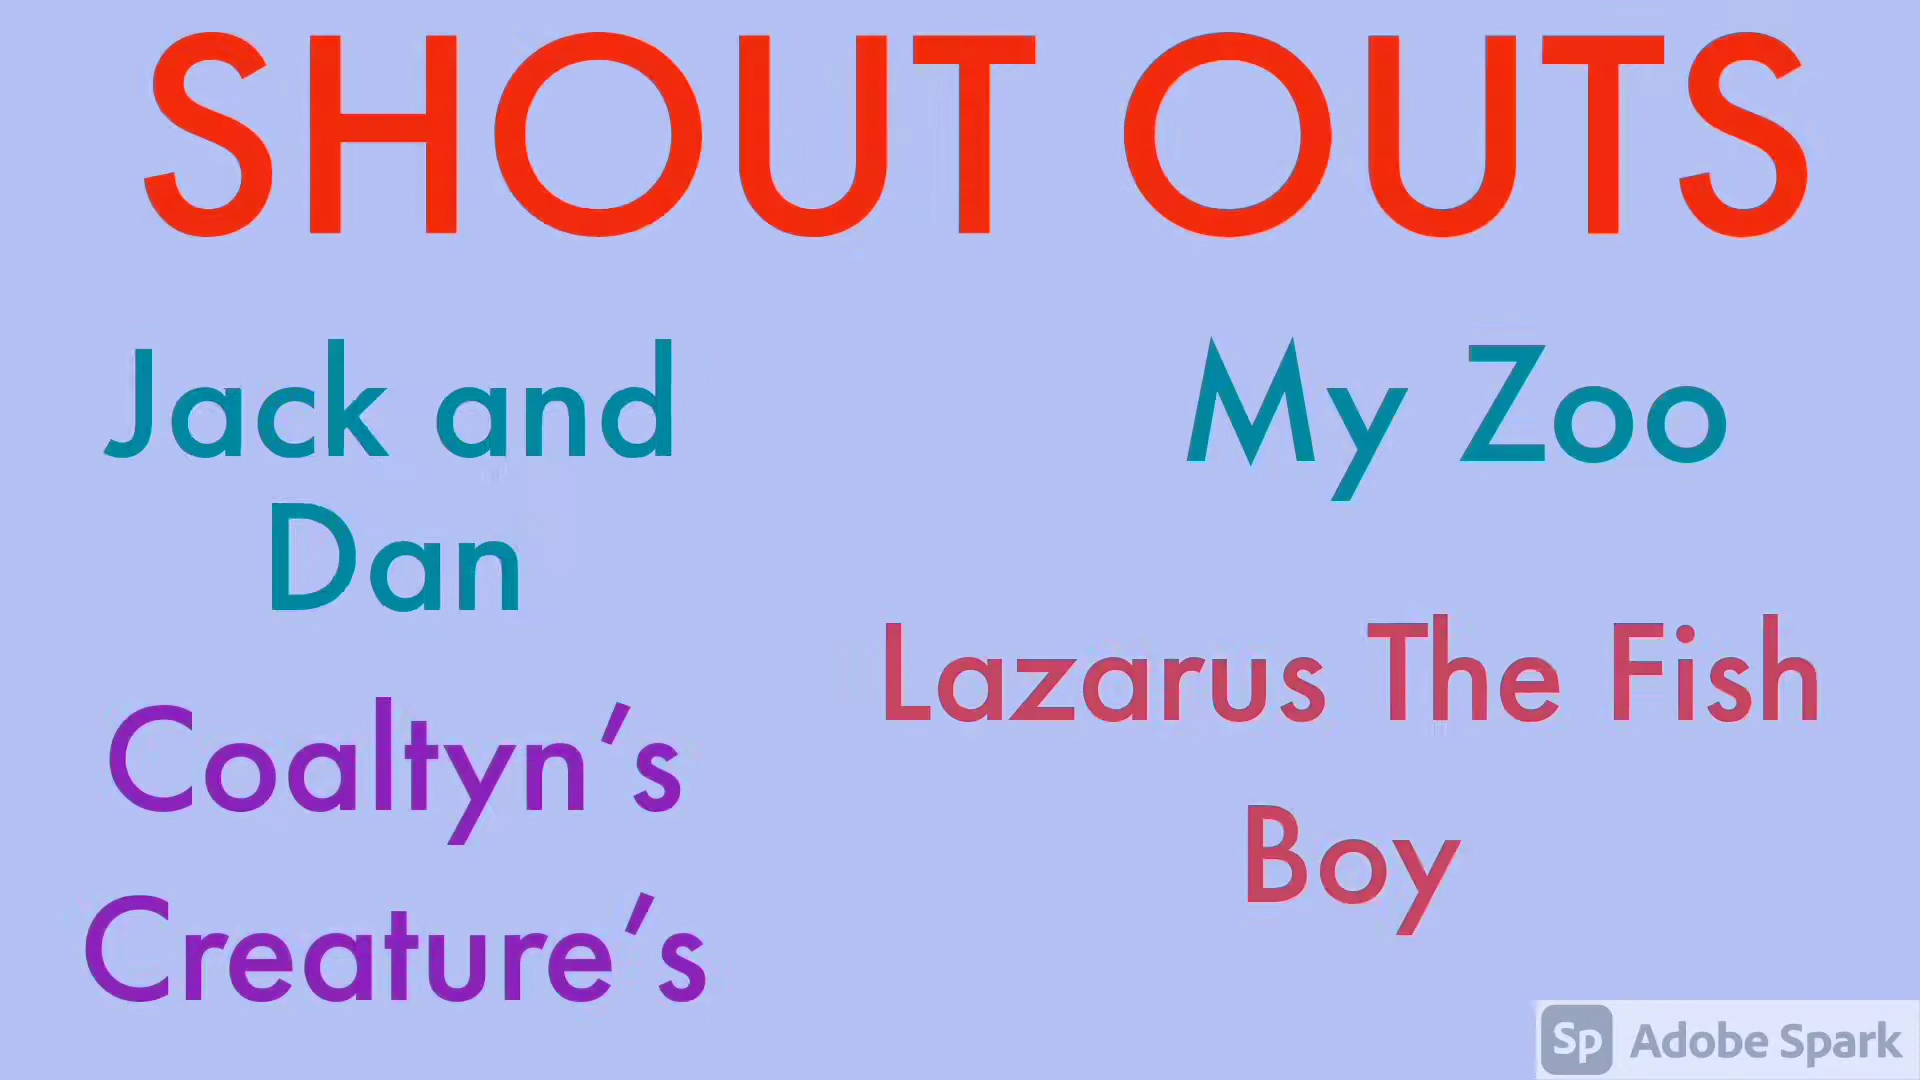 SHOUT OUTS
Jack and
Dan
My Zoo
Coaltyn’s
Creature’s
Lazarus The Fish
Boy
Sp Adobe Spark